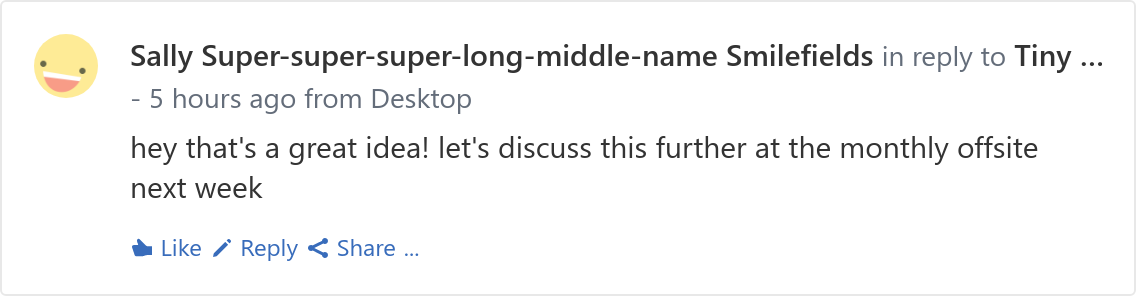 Sally Super-super-super-long-middle-name Smilefields in reply to Tiny ...
- 5 hours ago from Desktop
hey that's a great idea! let's discuss this further at the monthly offsite
next week
Like Reply Share ...